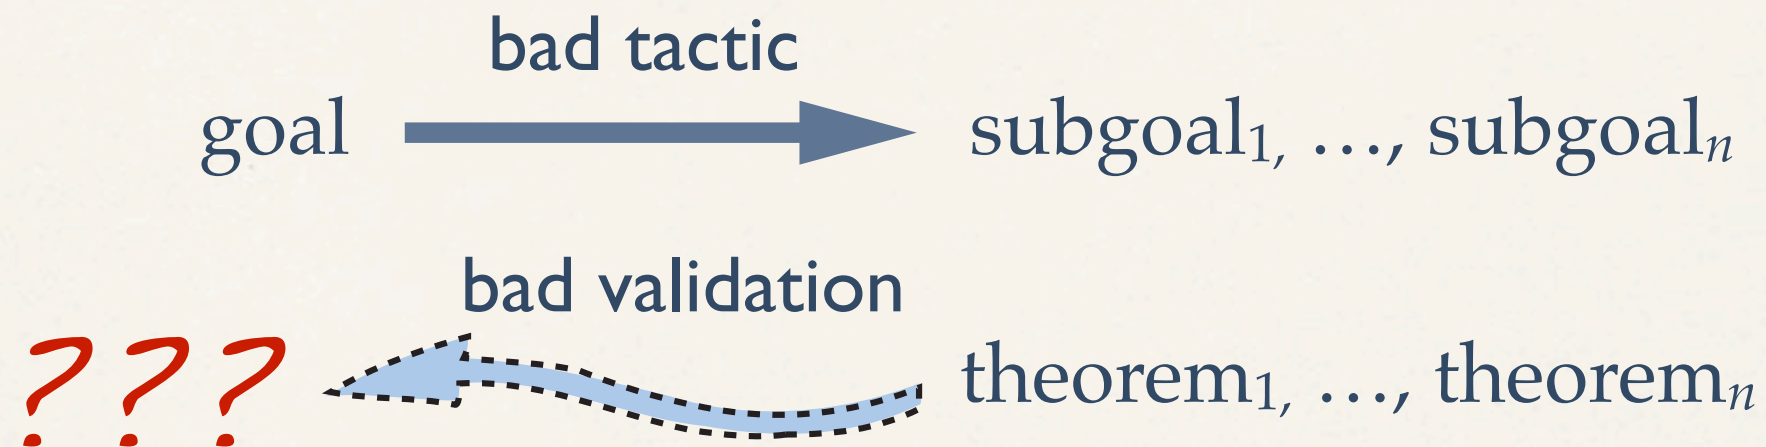 bad tactic
goal subgoal₁, …, subgoalₙ
bad validation
??? theorem₁, …, theoremₙ